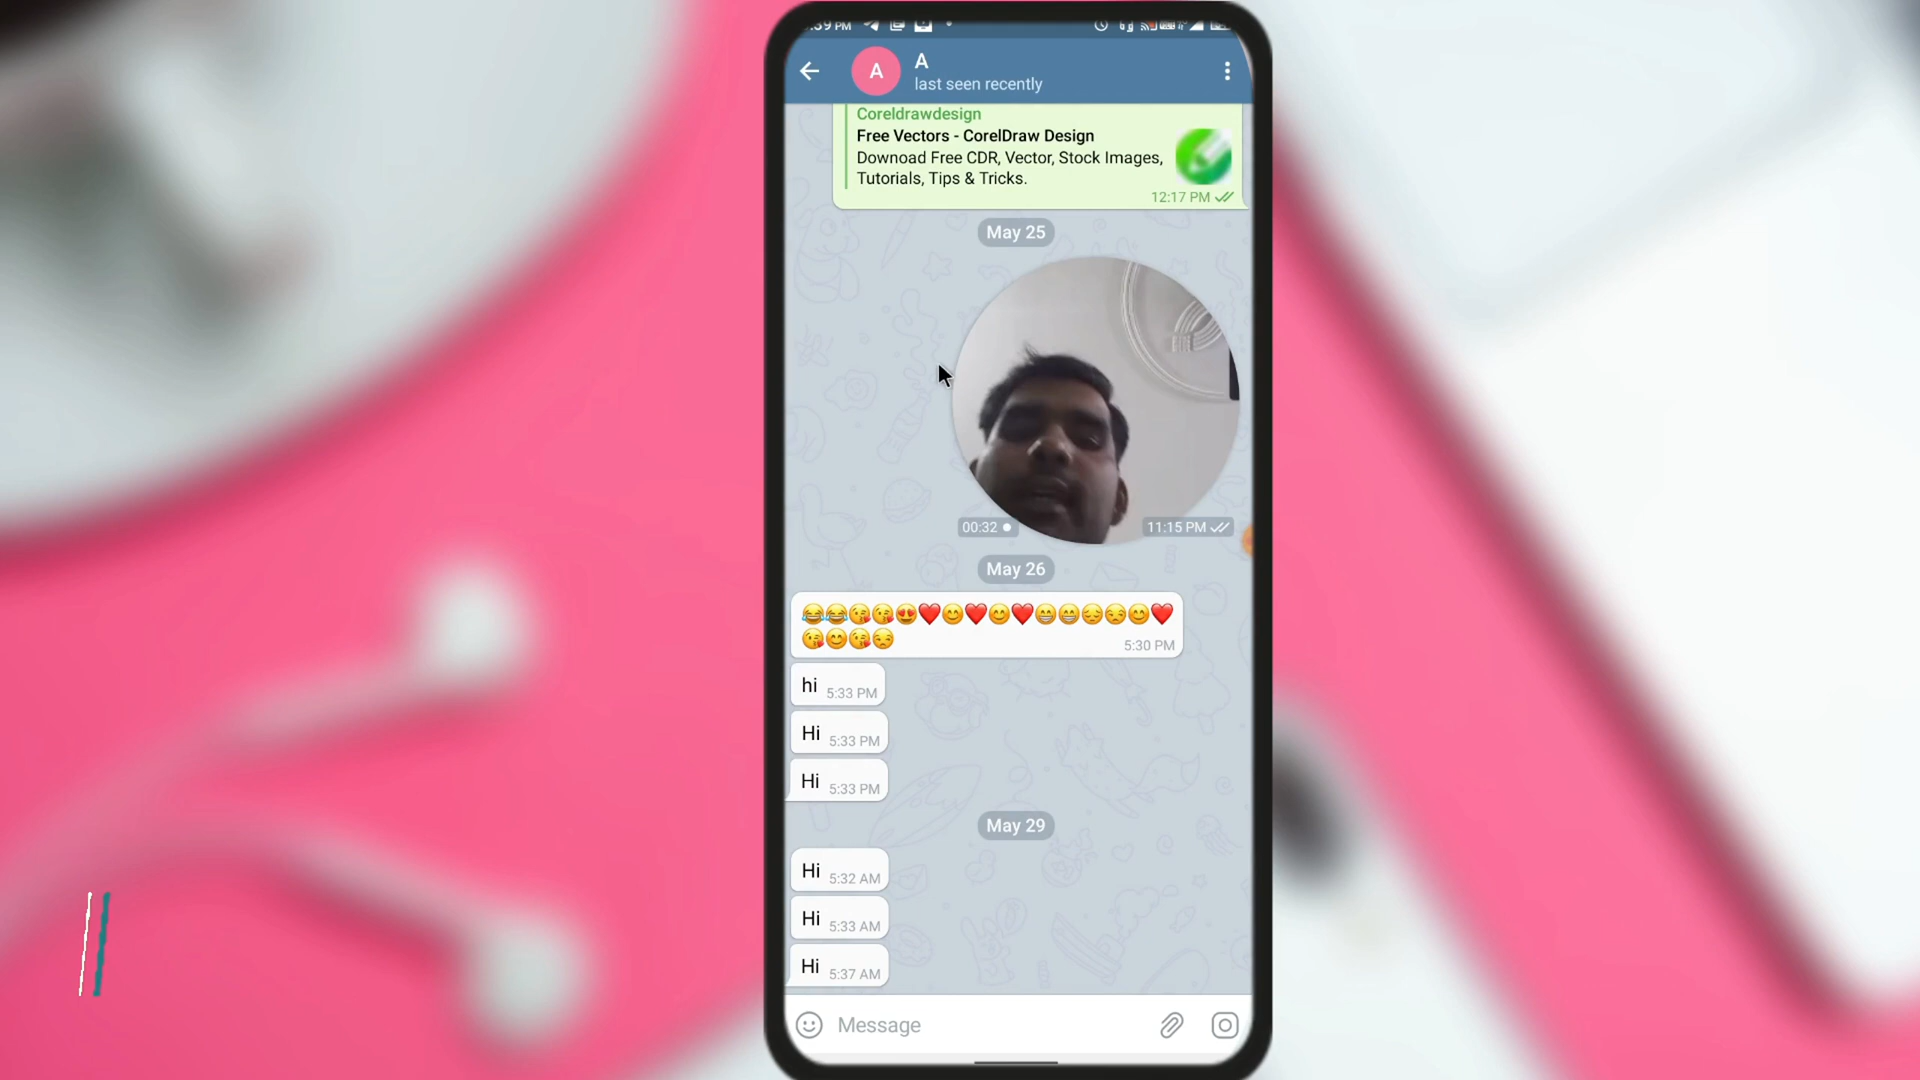 :39 PM
A
A
last seen recently
Coreldrawdesign
Free Vectors - CorelDraw Design
Downoad Free CDR, Vector, Stock Images,
Tutorials, Tips & Tricks.
12:17 PM
May 25
00:32
11:15 PM
May 26
😂😂😘😘😍❤️😊❤️😊❤️😁😁😔😒😊❤️
😘😊😘😒
5:30 PM
hi 5:33 PM
Hi 5:33 PM
Hi 5:33 PM
May 29
Hi 5:32 AM
Hi 5:33 AM
Hi 5:37 AM
Message